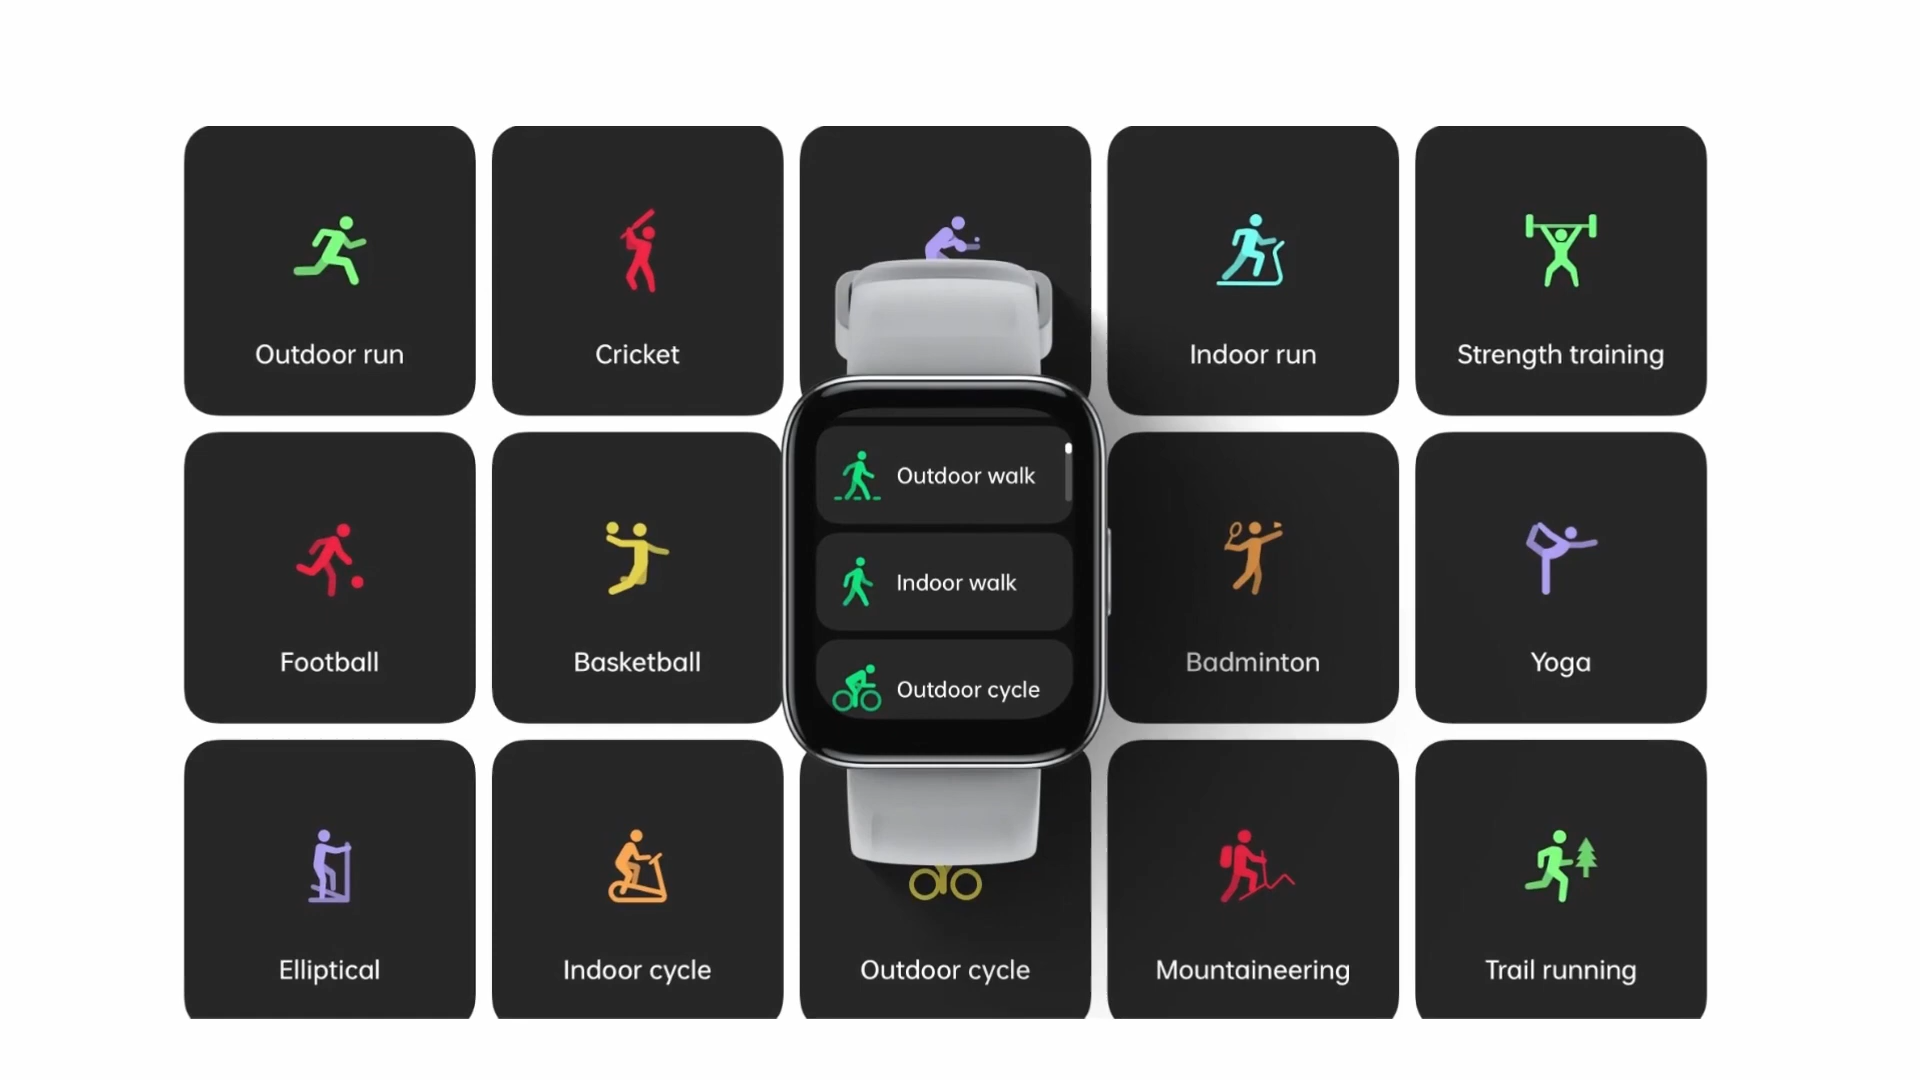 Outdoor run
Cricket
Indoor run
Strength training
Outdoor walk
Indoor walk
Outdoor cycle
Football
Basketball
Badminton
Yoga
Elliptical
Indoor cycle
Outdoor cycle
Mountaineering
Trail running